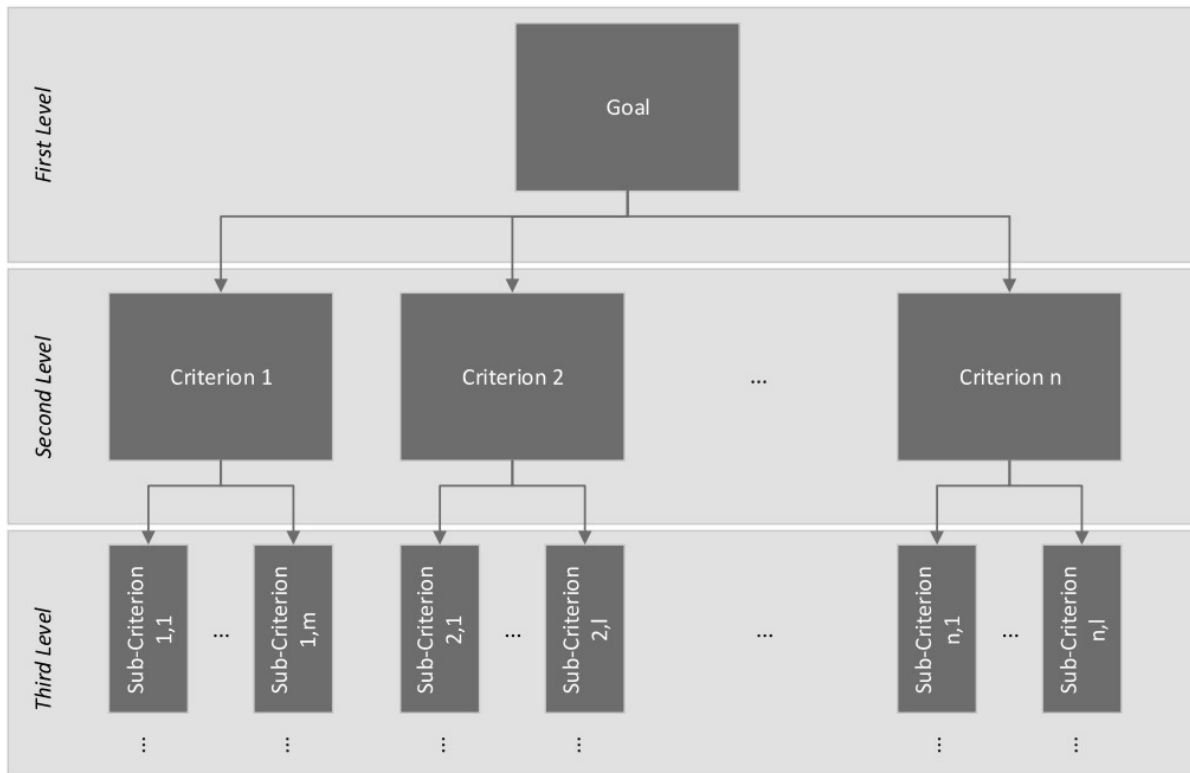 First Level
Goal
Second Level
Criterion 1
Criterion 2
...
Criterion n
Third Level
Sub-Criterion
1,1
...
Sub-Criterion
1,m
Sub-Criterion
2,1
...
Sub-Criterion
2,l
...
Sub-Criterion
n,1
...
Sub-Criterion
n,l
...
...
...
...
...
...